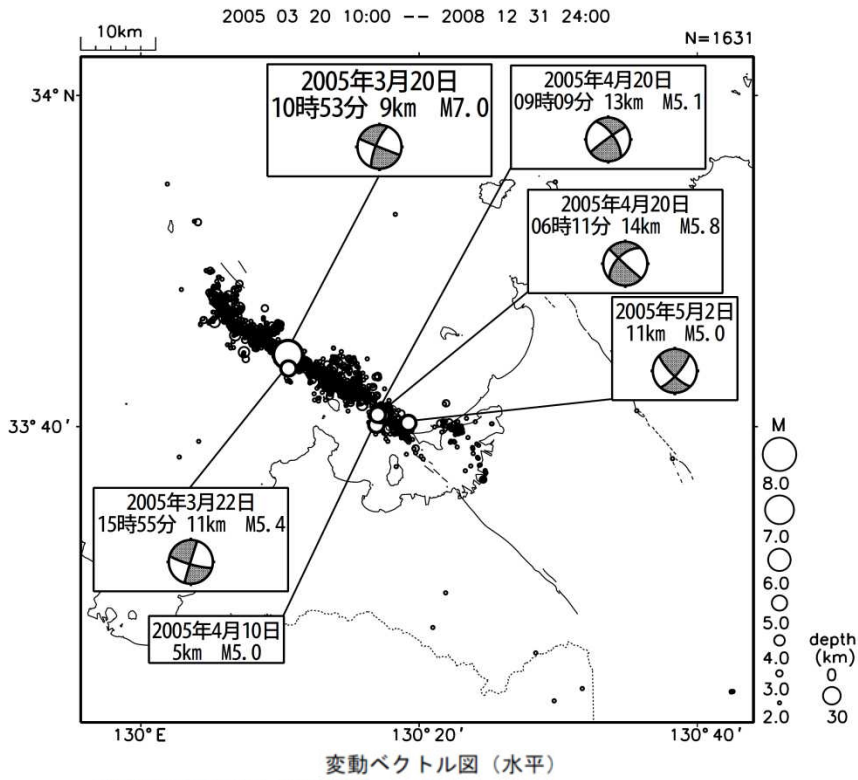 2005 03 20 10:00 -- 2008 12 31 24:00
10km
N=1631
34° N
2005年3月20日
10時53分 9km M7.0
2005年4月20日
09時09分 13km M5.1
2005年4月20日
06時11分 14km M5.8
2005年5月2日
11km M5.0
33° 40'
2005年3月22日
15時55分 11km M5.4
2005年4月10日
5km M5.0
M
8.0
7.0
6.0
5.0
4.0
3.0
2.0
depth
(km)
0
30
130°E
130° 20'
130° 40'
変動ベクトル図（水平）